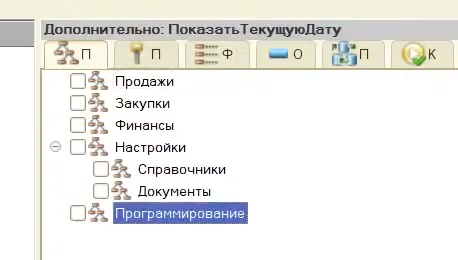 Дополнительно: ПоказатьТекущуюДату
П П Ф О П К
Продажи
Закупки
Финансы
Настройки
Справочники
Документы
Программирование